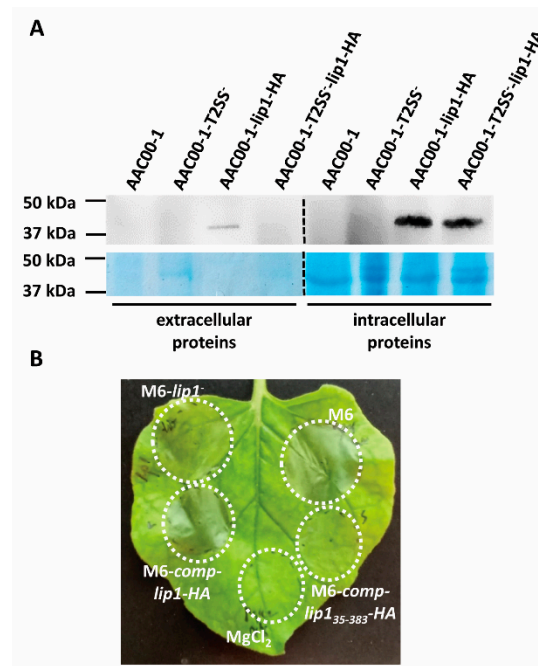 A
AAC00-1
AAC00-1-T2SS-
AAC00-1-lip1-HA
AAC00-1-T2SS--lip1-HA
AAC00-1
AAC00-1-T2SS-
AAC00-1-lip1-HA
AAC00-1-T2SS--lip1-HA
50 kDa
37 kDa
50 kDa
37 kDa
extracellular
proteins
intracellular
proteins
B
M6-lip1-
M6
M6-comp-
lip1-HA
M6-comp-
lip135-383-HA
MgCl2